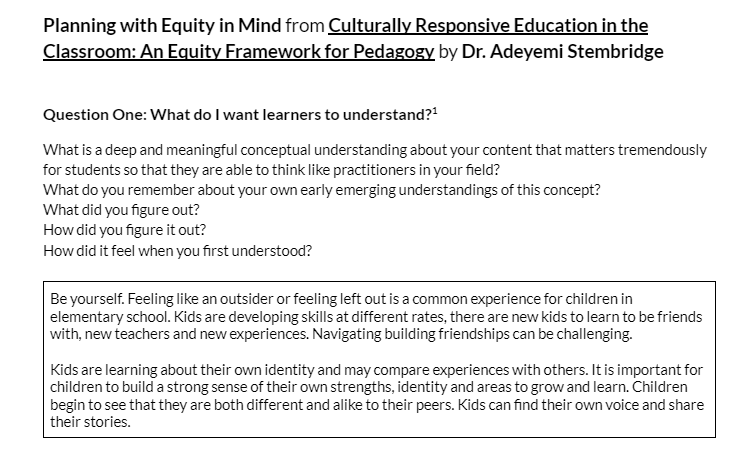 Planning with Equity in Mind from Culturally Responsive Education in the
Classroom: An Equity Framework for Pedagogy by Dr. Adeyemi Stembridge
Question One: What do I want learners to understand?¹
What is a deep and meaningful conceptual understanding about your content that matters tremendously
for students so that they are able to think like practitioners in your field?
What do you remember about your own early emerging understandings of this concept?
What did you figure out?
How did you figure it out?
How did it feel when you first understood?
Be yourself. Feeling like an outsider or feeling left out is a common experience for children in
elementary school. Kids are developing skills at different rates, there are new kids to learn to be friends
with, new teachers and new experiences. Navigating building friendships can be challenging.
Kids are learning about their own identity and may compare experiences with others. It is important for
children to build a strong sense of their own strengths, identity and areas to grow and learn. Children
begin to see that they are both different and alike to their peers. Kids can find their own voice and share
their stories.